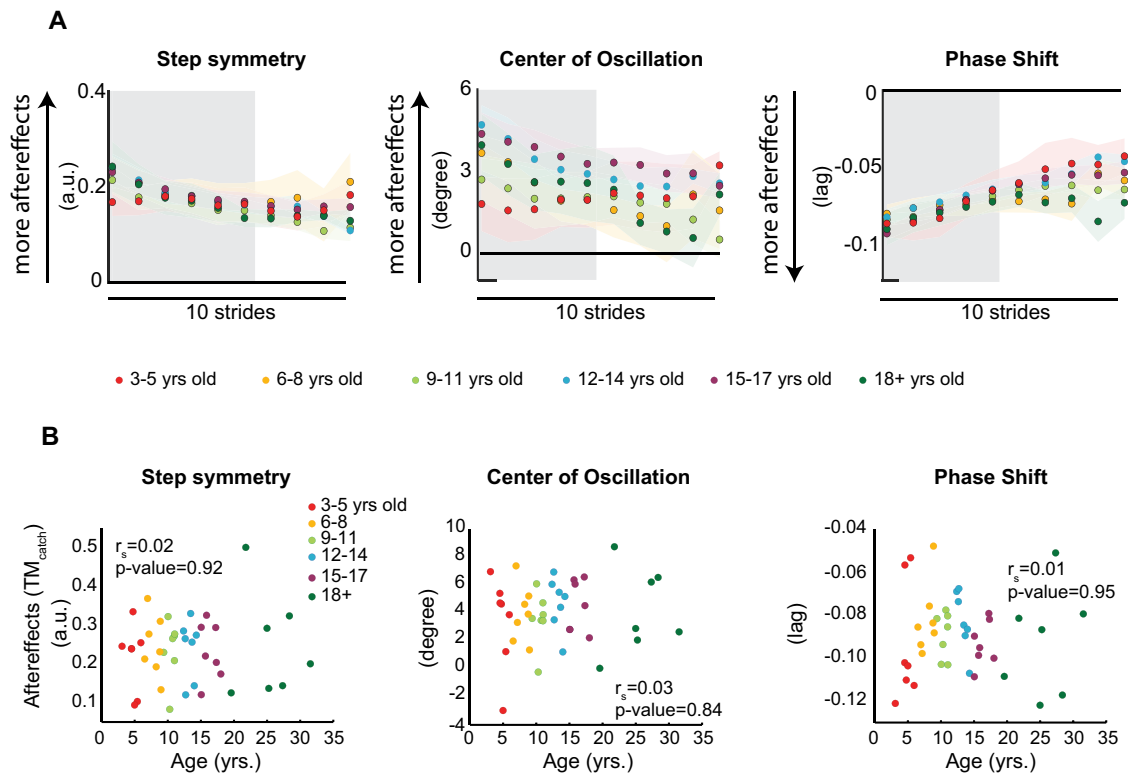 A
Step symmetry
Center of Oscillation
Phase Shift
more aftereffects
(a.u.)
0.4
0.2
0
10 strides
more aftereffects
(degree)
6
3
0
10 strides
more aftereffects
(lag)
0
-0.05
-0.1
10 strides
3-5 yrs old
6-8 yrs old
9-11 yrs old
12-14 yrs old
15-17 yrs old
18+ yrs old
B
Step symmetry
Center of Oscillation
Phase Shift
Aftereffects (TMcatch)
(a.u.)
0.5
0.4
0.3
0.2
0.1
rs=0.02
p-value=0.92
3-5 yrs old
6-8
9-11
12-14
15-17
18+
0 5 10 15 20 25 30 35
Age (yrs.)
(degree)
10
8
6
4
2
0
-2
-4
rs=0.03
p-value=0.84
0 5 10 15 20 25 30 35
Age (yrs.)
(lag)
-0.04
-0.06
-0.08
-0.10
-0.12
rs=0.01
p-value=0.95
0 5 10 15 20 25 30 35
Age (yrs.)